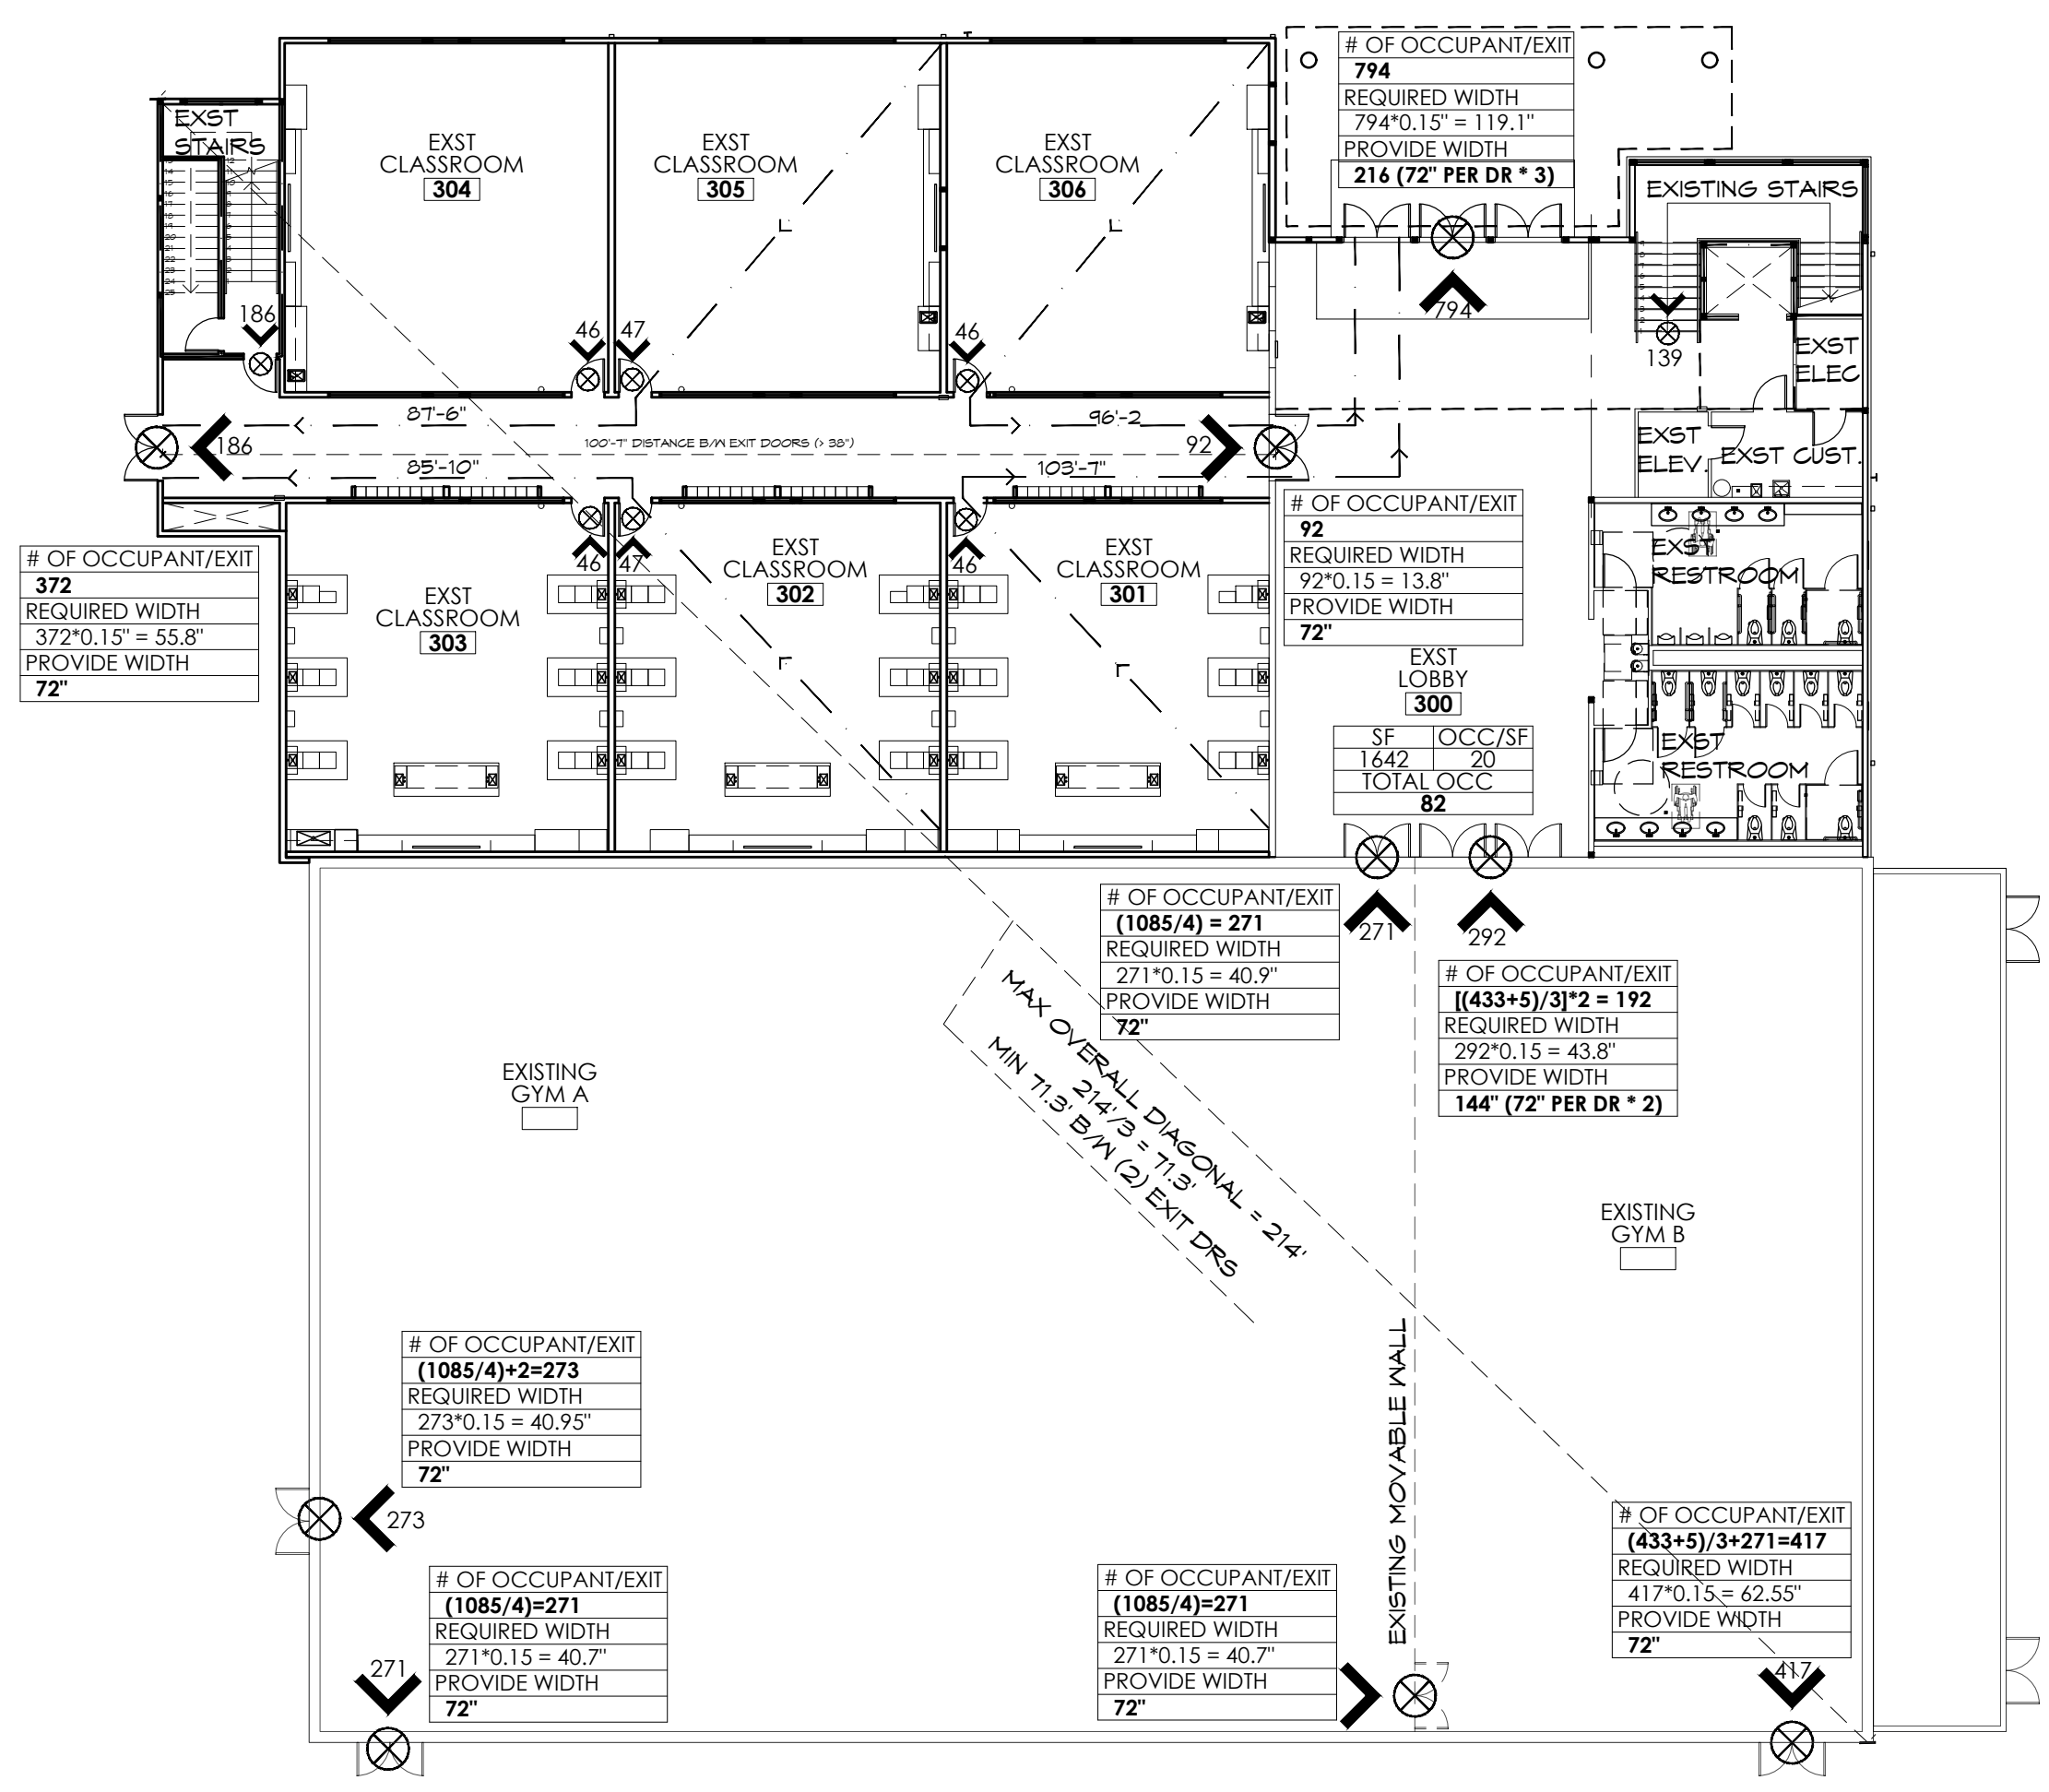 # OF OCCUPANT/EXIT
794
REQUIRED WIDTH
794*0.15" = 119.1"
PROVIDE WIDTH
216 (72" PER DR * 3)
EXST
STAIRS
EXST
CLASSROOM
304
EXST
CLASSROOM
305
EXST
CLASSROOM
306
EXISTING STAIRS
186
46
47
46
794
139
EXST
ELEC
87'-6"
96'-2
100'-7" DISTANCE B/W EXIT DOORS (> 38")
186
92
85'-10"
103'-7"
EXST
ELEV.
EXST CUST.
# OF OCCUPANT/EXIT
92
REQUIRED WIDTH
92*0.15 = 13.8"
PROVIDE WIDTH
72"
# OF OCCUPANT/EXIT
372
REQUIRED WIDTH
372*0.15" = 55.8"
PROVIDE WIDTH
72"
46
47
46
EXST
CLASSROOM
303
EXST
CLASSROOM
302
EXST
CLASSROOM
301
EXST
RESTROOM
EXST
LOBBY
300
SF
OCC/SF
1642
20
TOTAL OCC
82
EXST
RESTROOM
# OF OCCUPANT/EXIT
(1085/4) = 271
REQUIRED WIDTH
271*0.15 = 40.9"
PROVIDE WIDTH
72"
271
292
# OF OCCUPANT/EXIT
[(433+5)/3]*2 = 192
REQUIRED WIDTH
292*0.15 = 43.8"
PROVIDE WIDTH
144" (72" PER DR * 2)
MAX OVERALL DIAGONAL = 214'
214'/3 = 71.3'
MIN 71.3' B/W (2) EXIT DRS
EXISTING
GYM A
EXISTING
GYM B
EXISTING MOVABLE WALL
# OF OCCUPANT/EXIT
(1085/4)+2=273
REQUIRED WIDTH
273*0.15 = 40.95"
PROVIDE WIDTH
72"
273
# OF OCCUPANT/EXIT
(1085/4)=271
REQUIRED WIDTH
271*0.15 = 40.7"
PROVIDE WIDTH
72"
271
# OF OCCUPANT/EXIT
(1085/4)=271
REQUIRED WIDTH
271*0.15 = 40.7"
PROVIDE WIDTH
72"
# OF OCCUPANT/EXIT
(433+5)/3+271=417
REQUIRED WIDTH
417*0.15 = 62.55"
PROVIDE WIDTH
72"
417